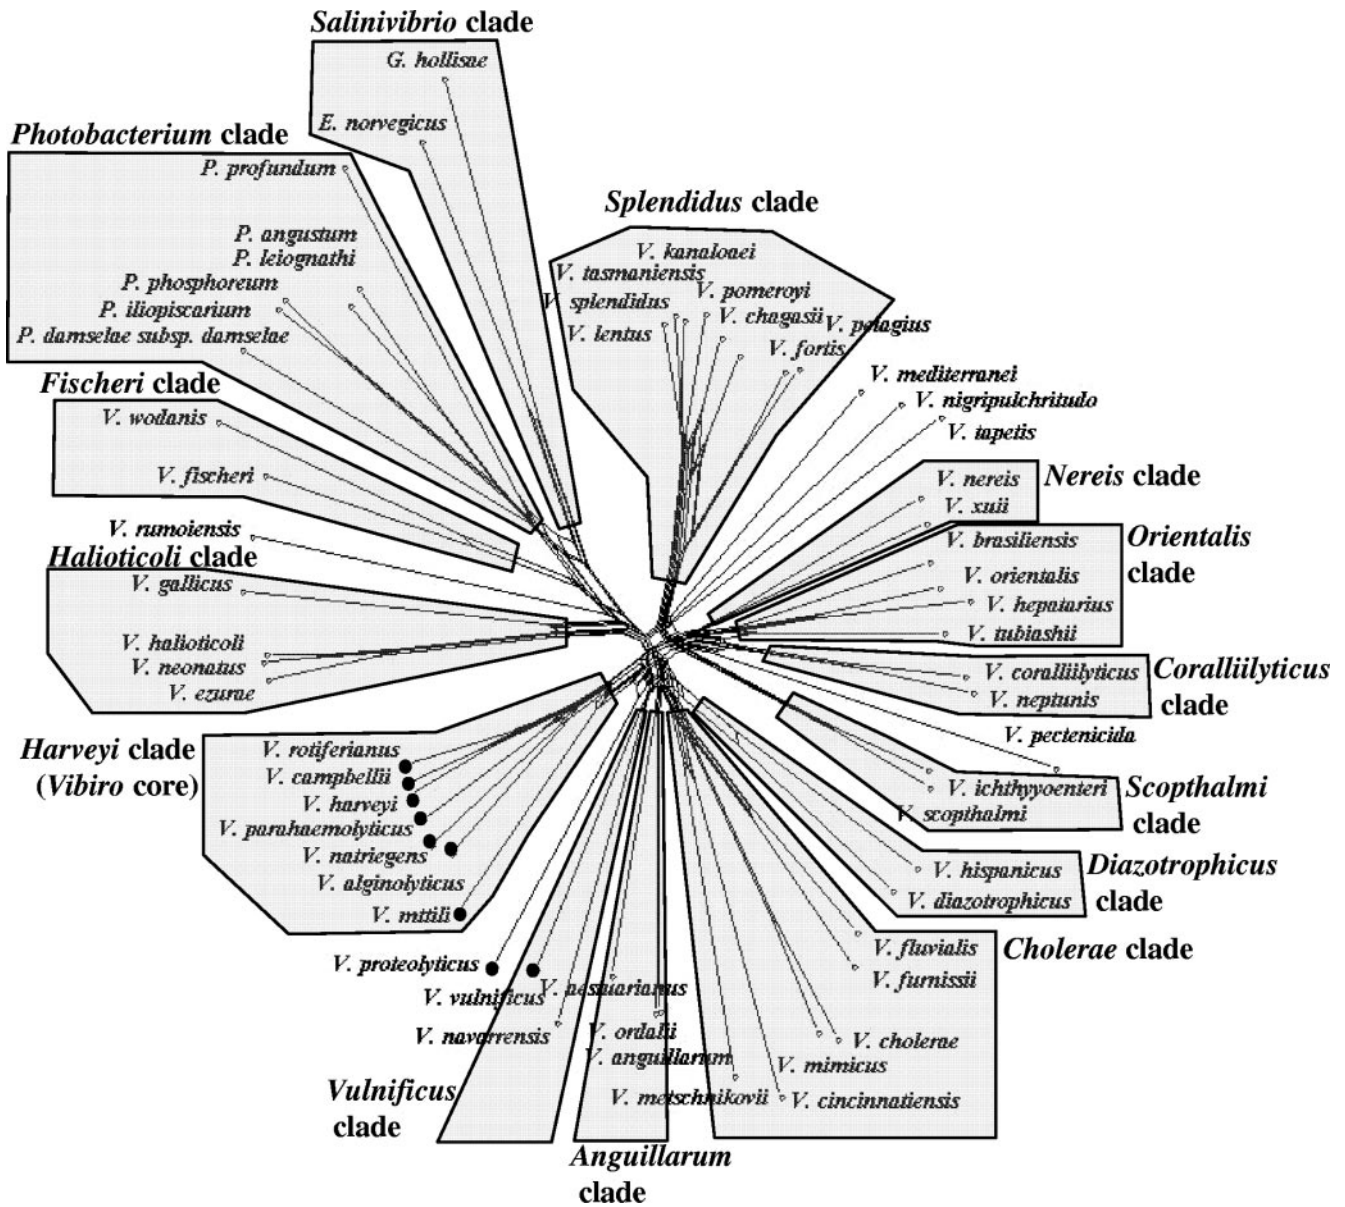 Salinivibrio clade
G. hollisae
E. norvegicus
Photobacterium clade
P. profundum
P. angustum
P. leiognathi
P. phosphoreum
P. iliopiscarium
P. damselae subsp. damselae
Splendidus clade
V. kanaloaei
V. tasmaniensis
V. pomeroyi
V. splendidus
V. chagasii
V. pelagius
V. lentus
V. fortis
Fischeri clade
V. wodanis
V. fischeri
V. mediterranei
V. nigripulchritudo
V. tapetis
Nereis clade
V. nereis
V. xuii
V. rumoiensis
Halioticoli clade
V. gallicus
V. halioticoli
V. neonatus
V. ezurae
Orientalis
clade
V. brasiliensis
V. orientalis
V. hepatarius
V. tubiashii
Coralliilyticus
clade
V. coralliilyticus
V. neptunis
V. pectenicida
Harveyi clade
(Vibiro core)
V. rotiferianus
V. campbellii
V. harveyi
V. parahaemolyticus
V. natriegens
V. alginolyticus
V. mttili
Scopthalmi
clade
V. ichthyyoenteri
V. scopthalmi
Diazotrophicus
clade
V. hispanicus
V. diazotrophicus
Cholerae clade
V. fluvialis
V. furnissii
V. cholerae
V. mimicus
V. cincinnatiensis
V. metschnikovii
V. proteolyticus
V. vulnificus
V. navarrensis
Vulnificus
clade
V. aestuarianus
V. ordalii
V. anguillarum
Anguillarum
clade